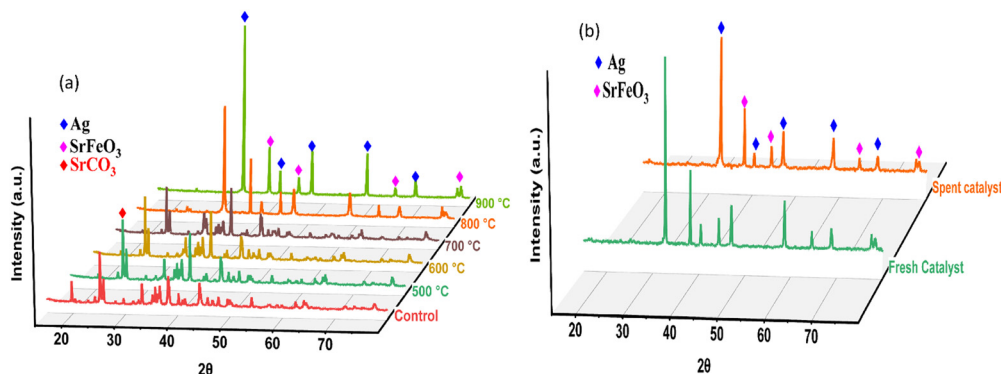 (a)
Ag
SrFeO₃
SrCO₃
Intensity (a.u.)
900 °C
800 °C
700 °C
600 °C
500 °C
Control
20 30 40 50 60 70
2θ
(b)
Ag
SrFeO₃
Intensity (a.u.)
Spent catalyst
Fresh Catalyst
20 30 40 50 60 70
2θ